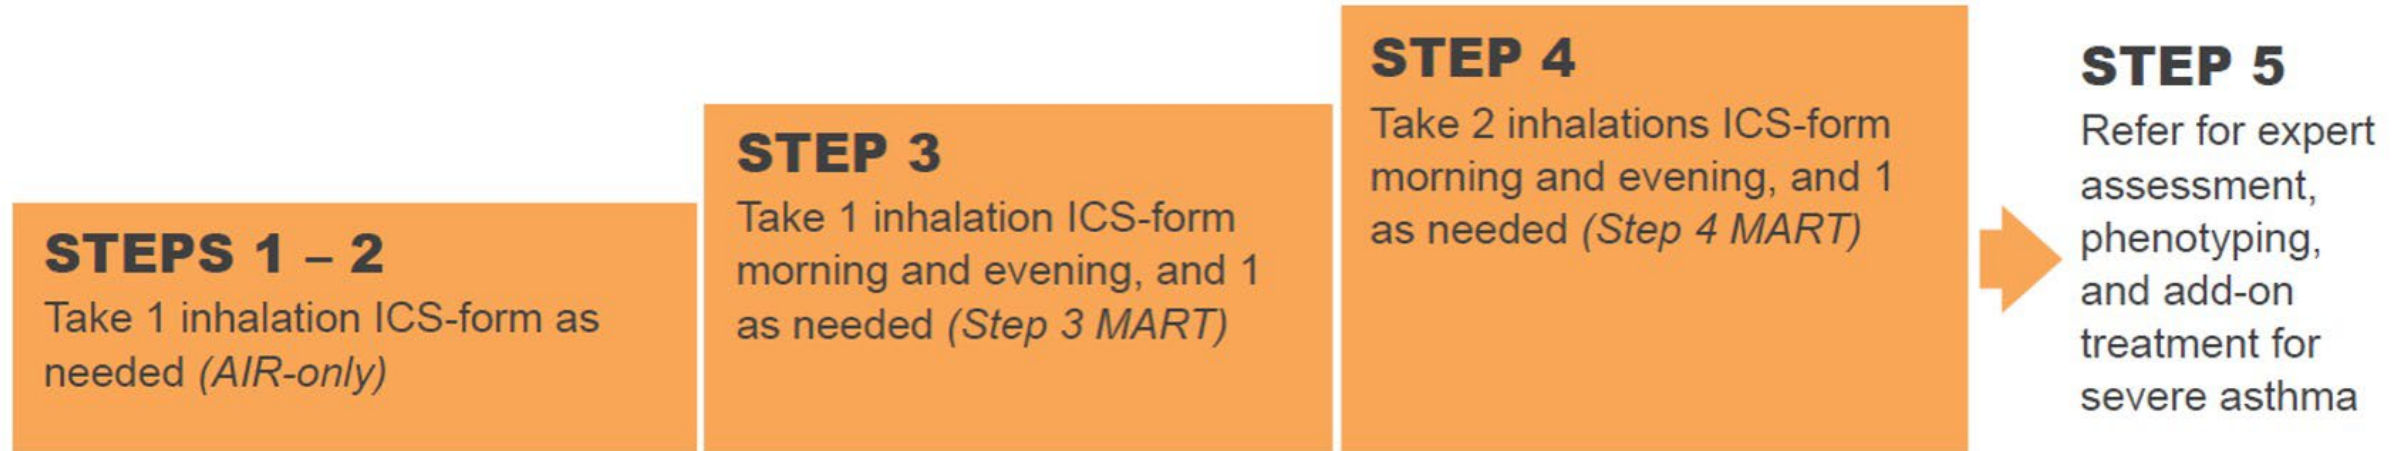 STEPS 1 – 2
Take 1 inhalation ICS-form as
needed (AIR-only)
STEP 3
Take 1 inhalation ICS-form
morning and evening, and 1
as needed (Step 3 MART)
STEP 4
Take 2 inhalations ICS-form
morning and evening, and 1
as needed (Step 4 MART)
STEP 5
Refer for expert
assessment,
phenotyping,
and add-on
treatment for
severe asthma